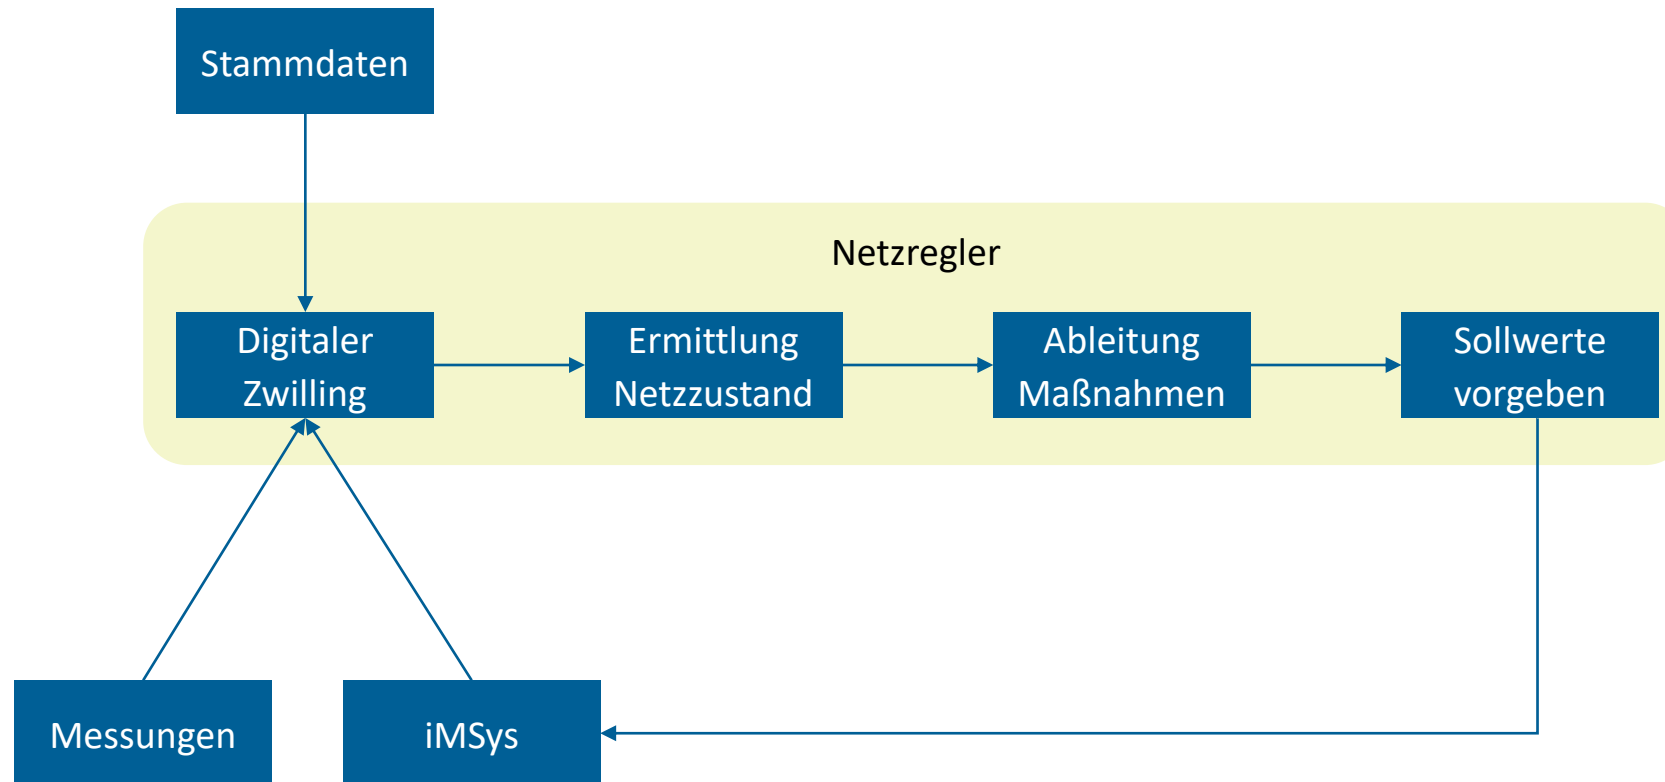 Stammdaten
Netzregler
Digitaler
Zwilling
Ermittlung
Netzzustand
Ableitung
Maßnahmen
Sollwerte
vorgeben
Messungen
iMSys